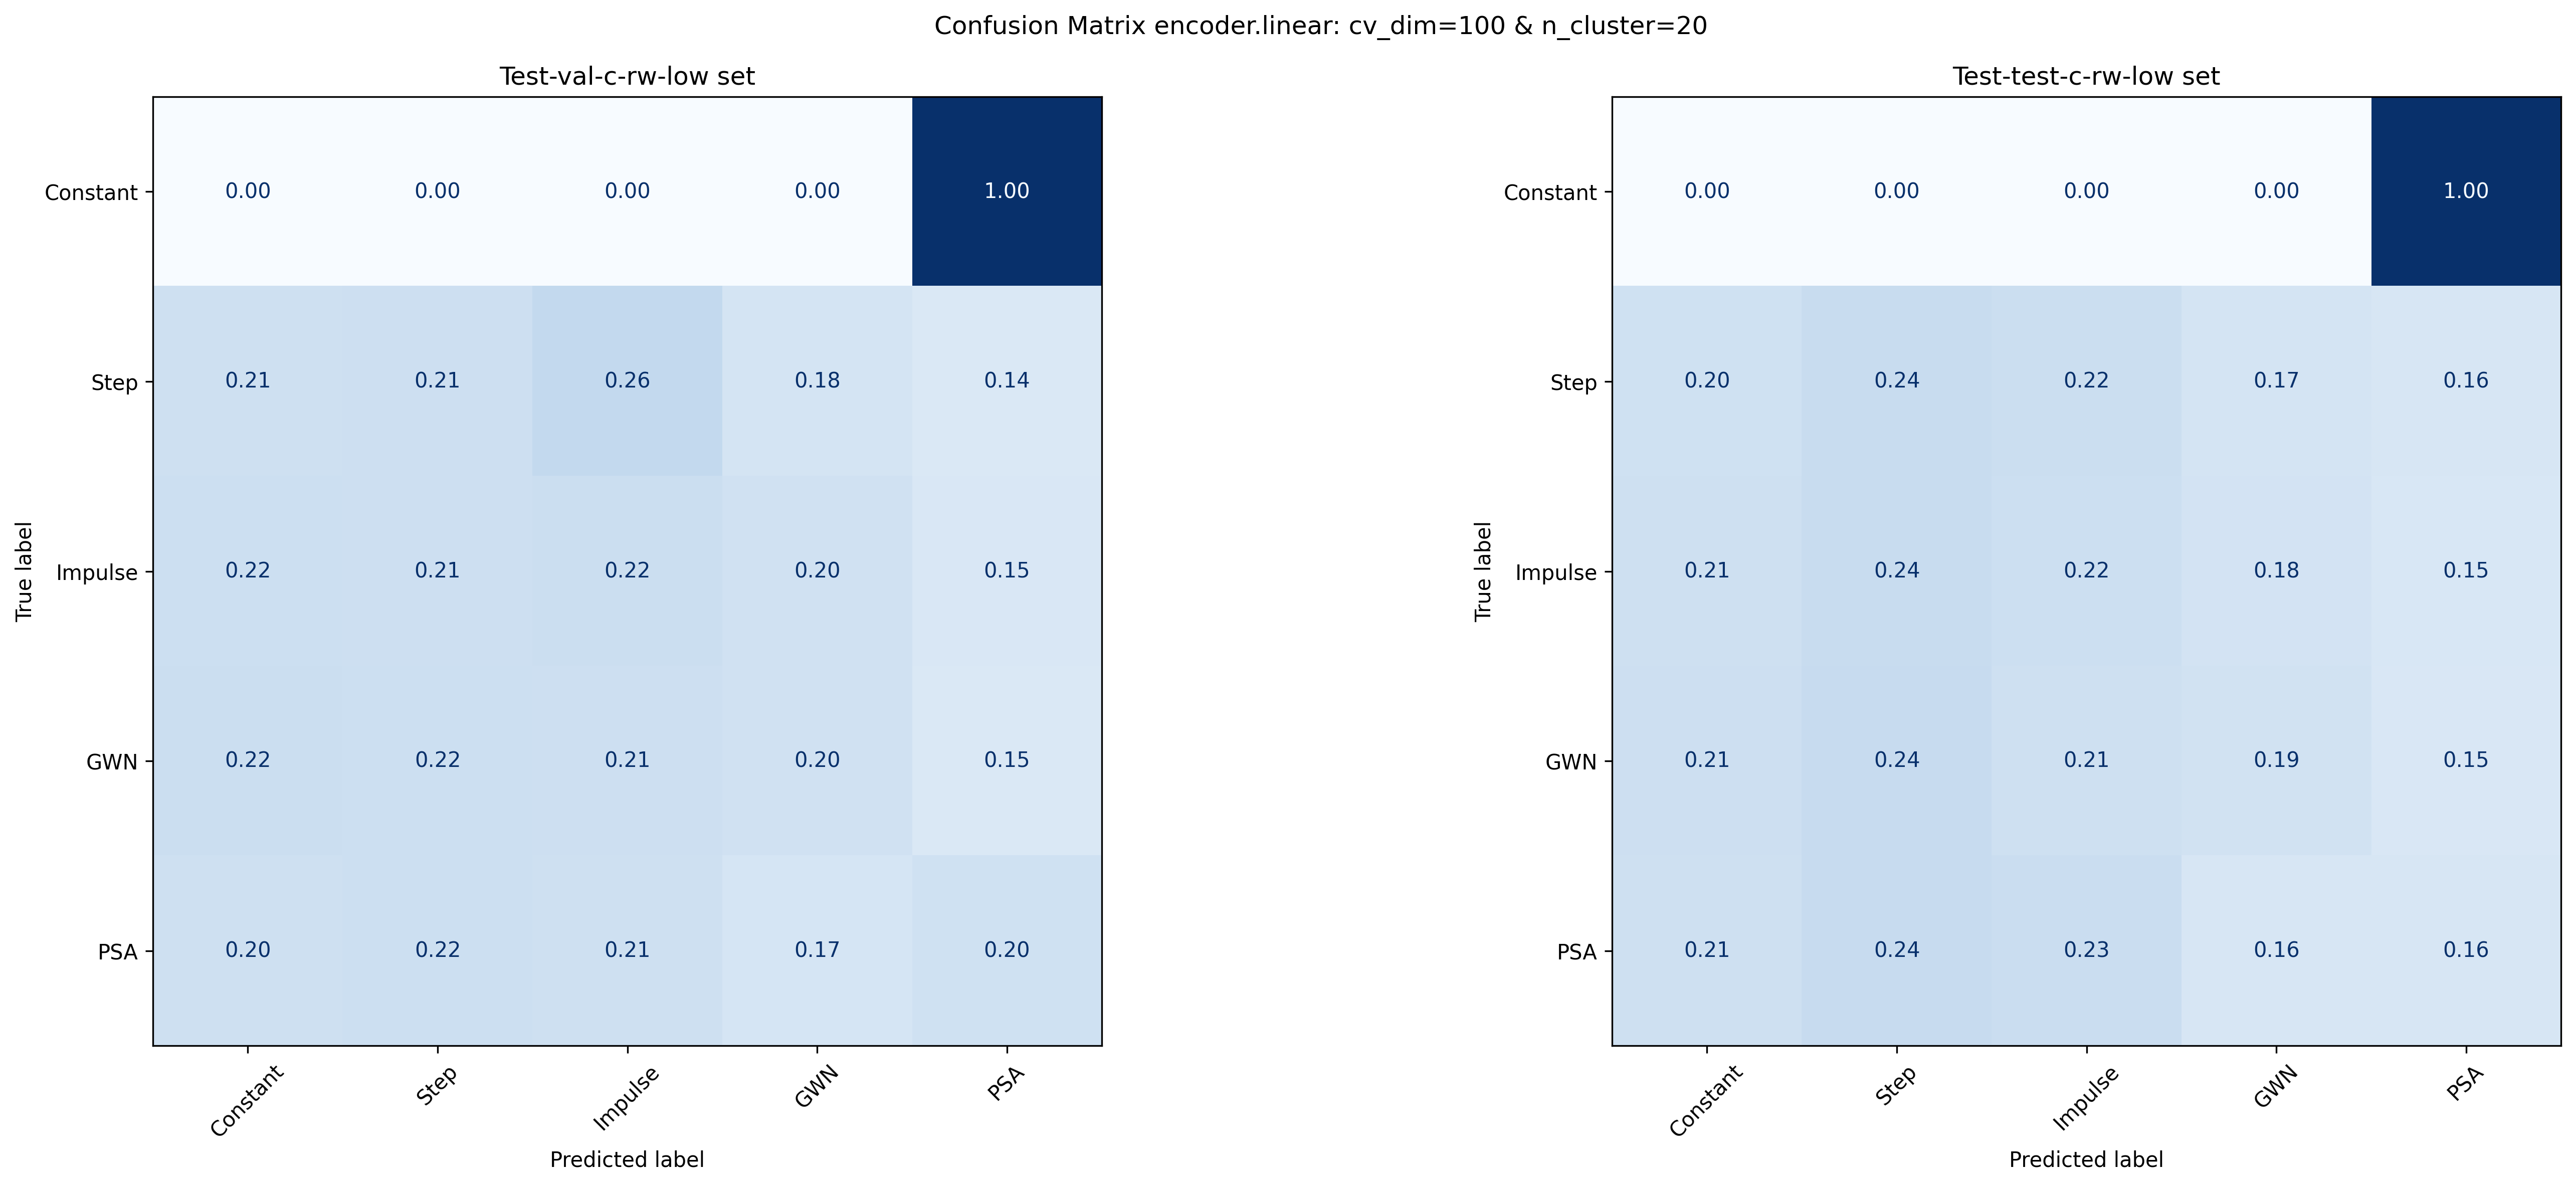 Confusion Matrix encoder.linear: cv_dim=100 & n_cluster=20
Test-val-c-rw-low set
True label
Constant 0.00 0.00 0.00 0.00 1.00
Step 0.21 0.21 0.26 0.18 0.14
Impulse 0.22 0.21 0.22 0.20 0.15
GWN 0.22 0.22 0.21 0.20 0.15
PSA 0.20 0.22 0.21 0.17 0.20
Constant Step Impulse GWN PSA
Predicted label
Test-test-c-rw-low set
True label
Constant 0.00 0.00 0.00 0.00 1.00
Step 0.20 0.24 0.22 0.17 0.16
Impulse 0.21 0.24 0.22 0.18 0.15
GWN 0.21 0.24 0.21 0.19 0.15
PSA 0.21 0.24 0.23 0.16 0.16
Constant Step Impulse GWN PSA
Predicted label